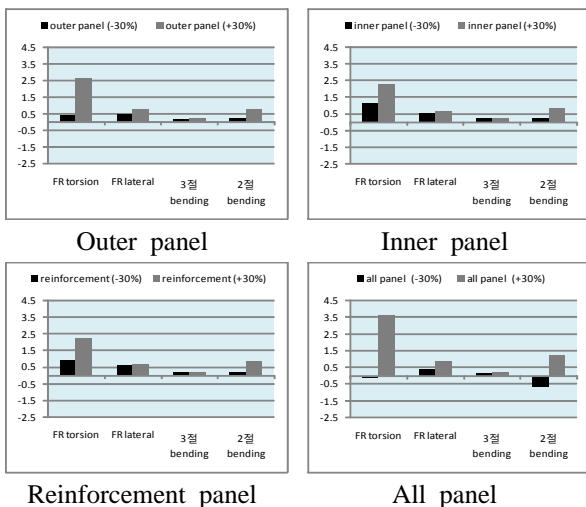 outer panel (-30%) outer panel (+30%)
4.5
3.5
2.5
1.5
0.5
-0.5
-1.5
-2.5
FR torsion FR lateral 3절 bending 2절 bending
Outer panel
inner panel (-30%) inner panel (+30%)
4.5
3.5
2.5
1.5
0.5
-0.5
-1.5
-2.5
FR torsion FR lateral 3절 bending 2절 bending
Inner panel
reinforcement (-30%) reinforcement (+30%)
4.5
3.5
2.5
1.5
0.5
-0.5
-1.5
-2.5
FR torsion FR lateral 3절 bending 2절 bending
Reinforcement panel
all panel (-30%) all panel (+30%)
4.5
3.5
2.5
1.5
0.5
-0.5
-1.5
-2.5
FR torsion FR lateral 3절 bending 2절 bending
All panel